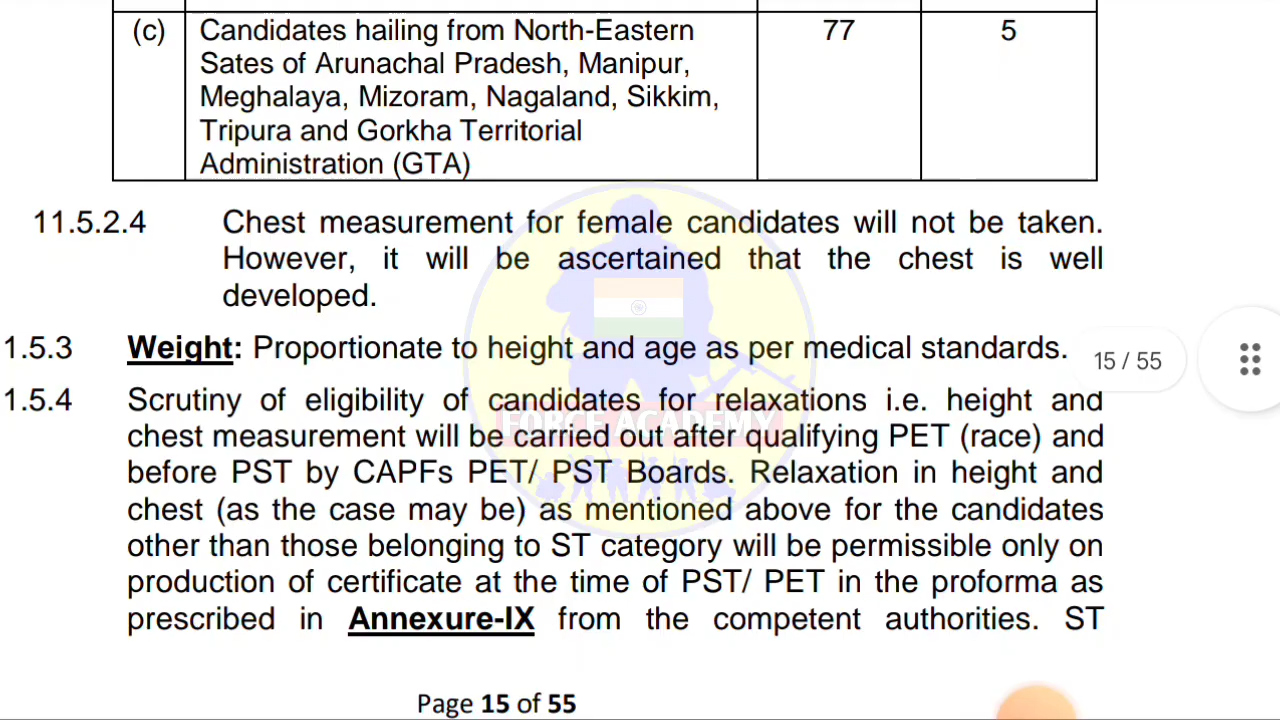 (c) Candidates hailing from North-Eastern 77 5
Sates of Arunachal Pradesh, Manipur,
Meghalaya, Mizoram, Nagaland, Sikkim,
Tripura and Gorkha Territorial
Administration (GTA)
11.5.2.4 Chest measurement for female candidates will not be taken.
However, it will be ascertained that the chest is well
developed.
1.5.3 Weight: Proportionate to height and age as per medical standards.
15 / 55
1.5.4 Scrutiny of eligibility of candidates for relaxations i.e. height and
chest measurement will be carried out after qualifying PET (race) and
before PST by CAPFs PET/ PST Boards. Relaxation in height and
chest (as the case may be) as mentioned above for the candidates
other than those belonging to ST category will be permissible only on
production of certificate at the time of PST/ PET in the proforma as
prescribed in Annexure-IX from the competent authorities. ST
FORCE ACADEMY
Page 15 of 55